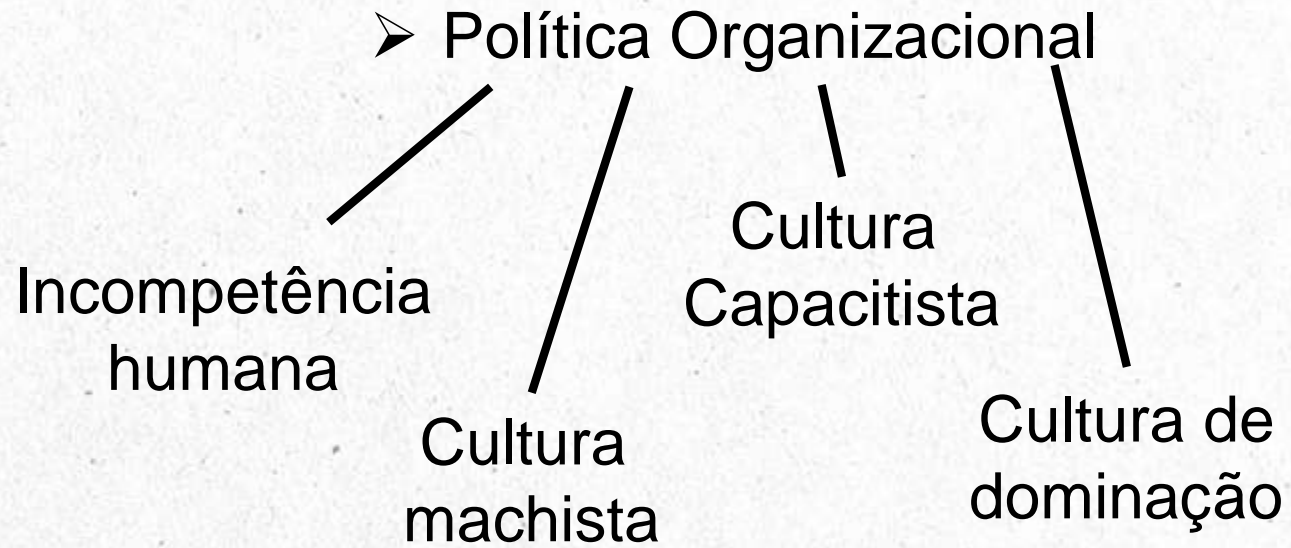 ➢ Política Organizacional
Incompetência
humana
Cultura
machista
Cultura
Capacitista
Cultura de
dominação